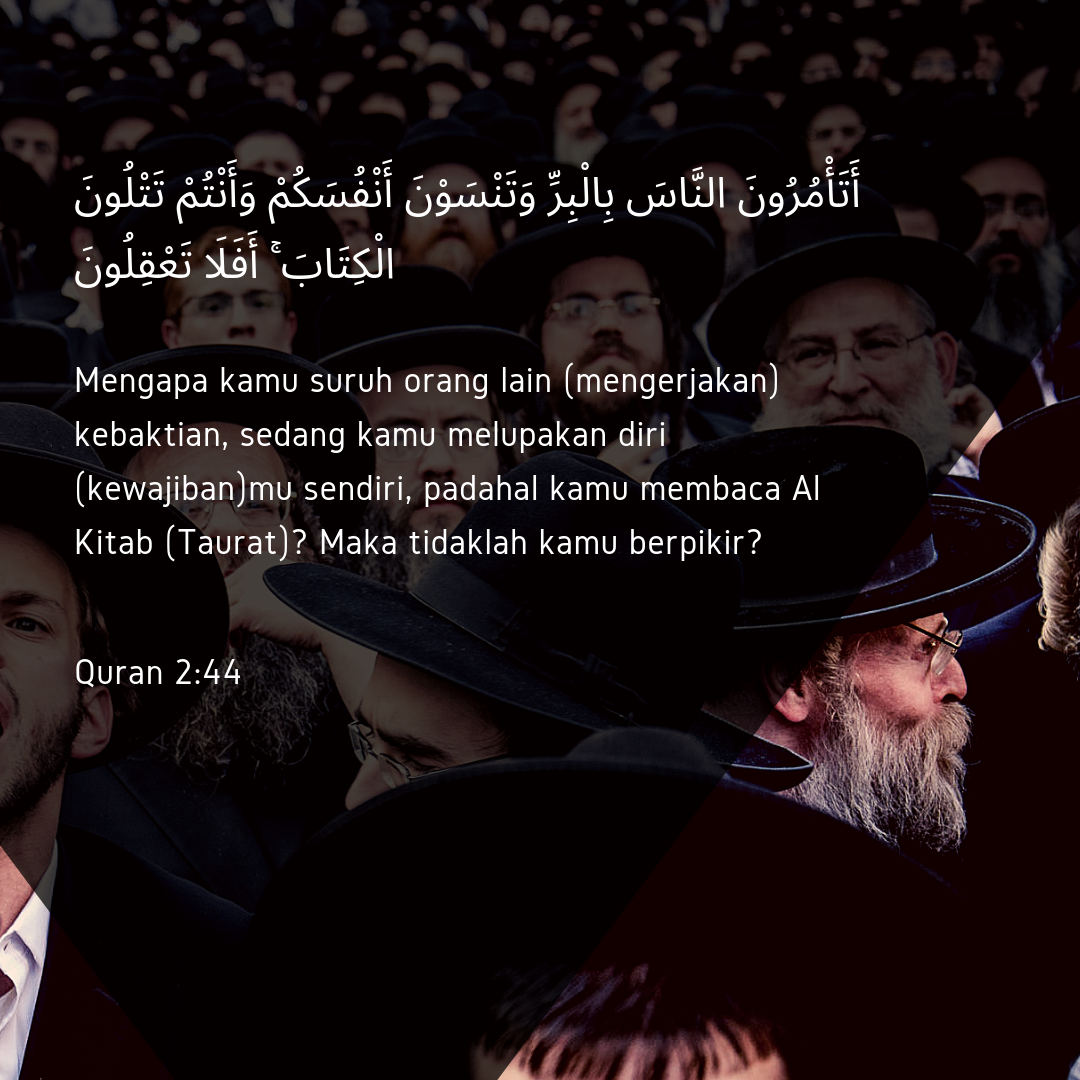 أَتَأْمُرُونَ النَّاسَ بِالْبِرِّ وَتَنْسَوْنَ أَنْفُسَكُمْ وَأَنْتُمْ تَتْلُونَ
الْكِتَابَ ۚ أَفَلَا تَعْقِلُونَ
Mengapa kamu suruh orang lain (mengerjakan)
kebaktian, sedang kamu melupakan diri
(kewajiban)mu sendiri, padahal kamu membaca Al
Kitab (Taurat)? Maka tidaklah kamu berpikir?
Quran 2:44